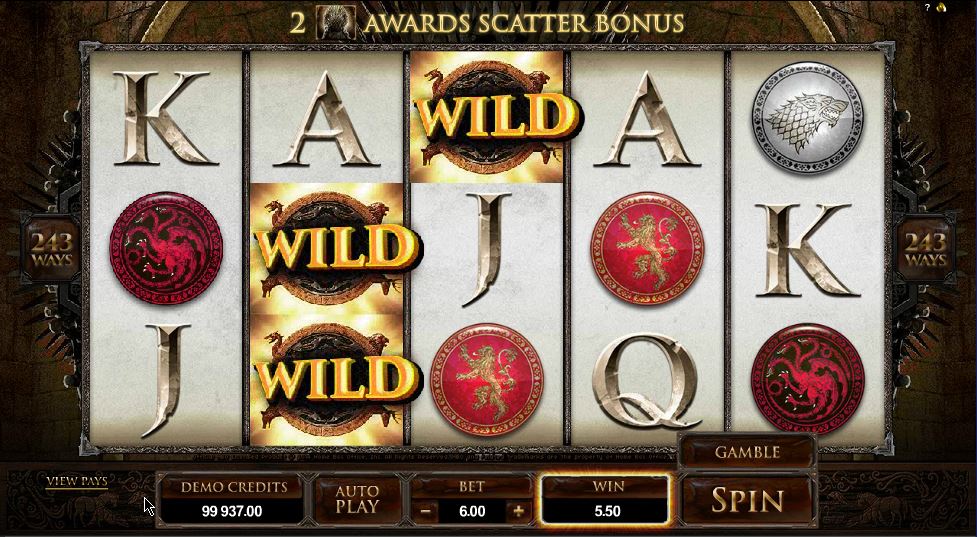 2 AWARDS SCATTER BONUS
?
K A WILD A
243 WAYS
WILD J K
243 WAYS
J WILD Q
VIEW PAYS
DEMO CREDITS
99 937.00
AUTO PLAY
BET
- 6.00 +
WIN
5.50
GAMBLE
SPIN